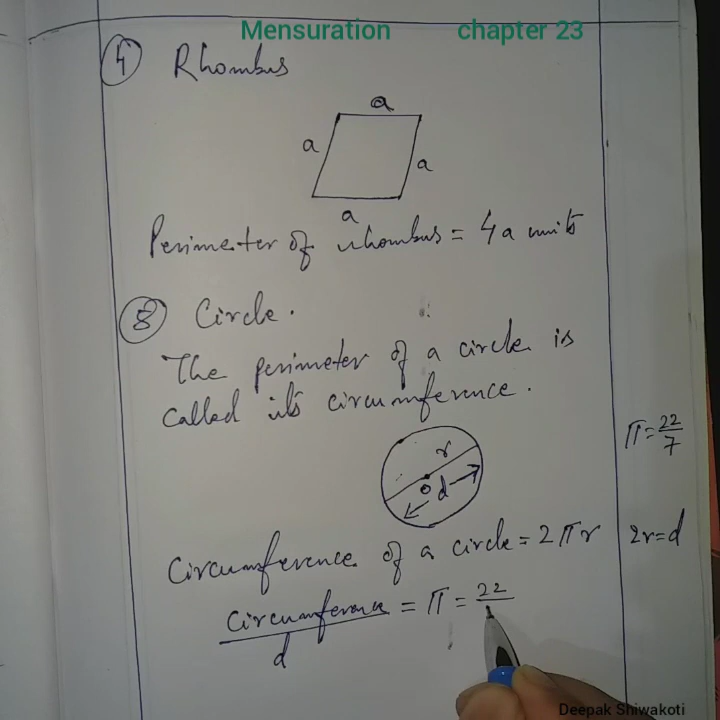 Mensuration chapter 23
4 Rhombus
a
a
a
a
Perimeter of rhombus = 4a units
8 Circle.
The perimeter of a circle is
called its circumference.
π = 22/7
r
O
d
Circumference of a circle = 2πr 2r=d
Circumference/d = π = 22
Deepak Shiwakoti